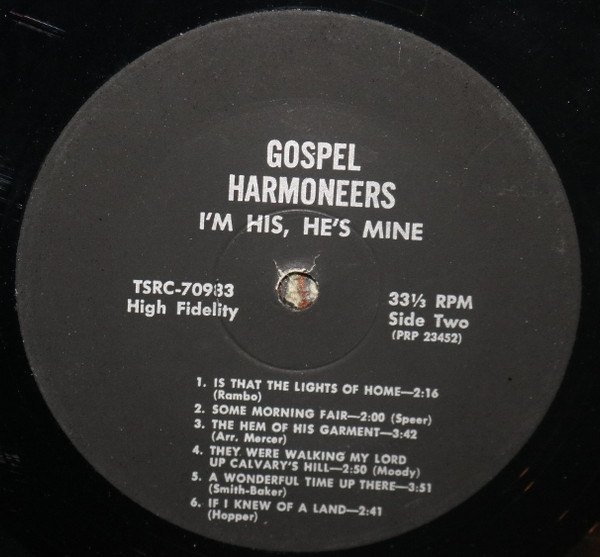 GOSPEL
HARMONEERS
I'M HIS, HE'S MINE
TSRC-70983
High Fidelity
33⅓ RPM
Side Two
(PRP 23452)
1. IS THAT THE LIGHTS OF HOME—2:16
(Rambo)
2. SOME MORNING FAIR—2:00 (Speer)
3. THE HEM OF HIS GARMENT—3:42
(Arr. Mercer)
4. THEY WERE WALKING MY LORD
UP CALVARY'S HILL—2:50 (Moody)
5. A WONDERFUL TIME UP THERE—3:51
(Smith-Baker)
6. IF I KNEW OF A LAND—2:41
(Hopper)